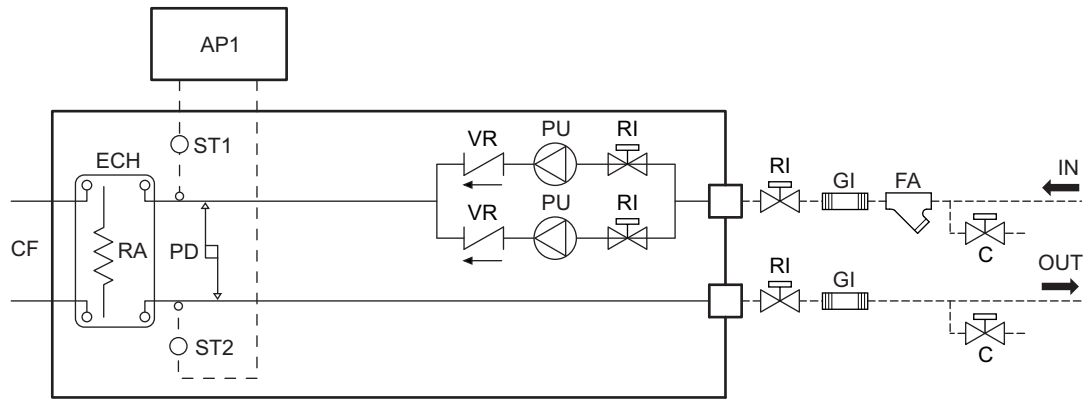 AP1
ST1
ECH
VR
PU
RI
VR
PU
RI
RI
GI
FA
IN
C
CF
RA
PD
RI
GI
OUT
ST2
C